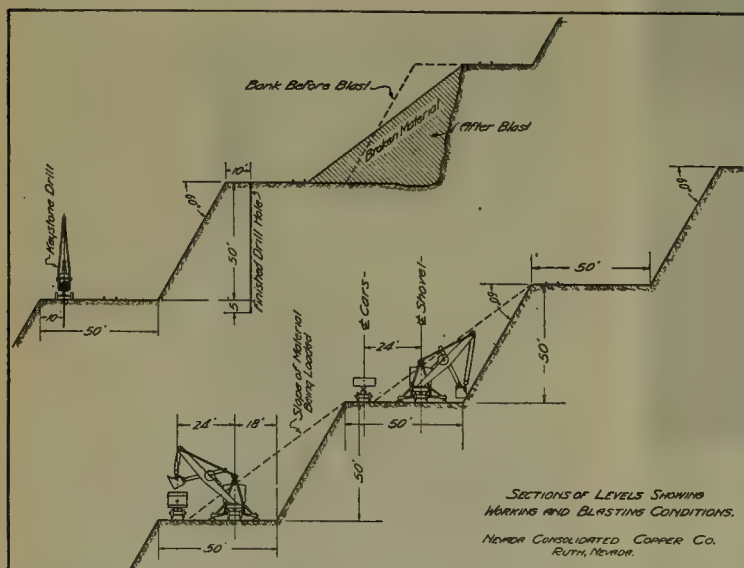 Bank Before Blast
Broken Material
After Blast
10'
60°
Keystone Drill
50'
5'
Finished Drill Hole
10'
50'
60°
50'
℄ Cars
℄ Shovel
60°
24'
50'
50'
Slope of Material
Being Loaded
24'
18'
50'
50'
SECTIONS OF LEVELS SHOWING
WORKING AND BLASTING CONDITIONS.
NEVADA CONSOLIDATED COPPER CO.
RUTH, NEVADA.